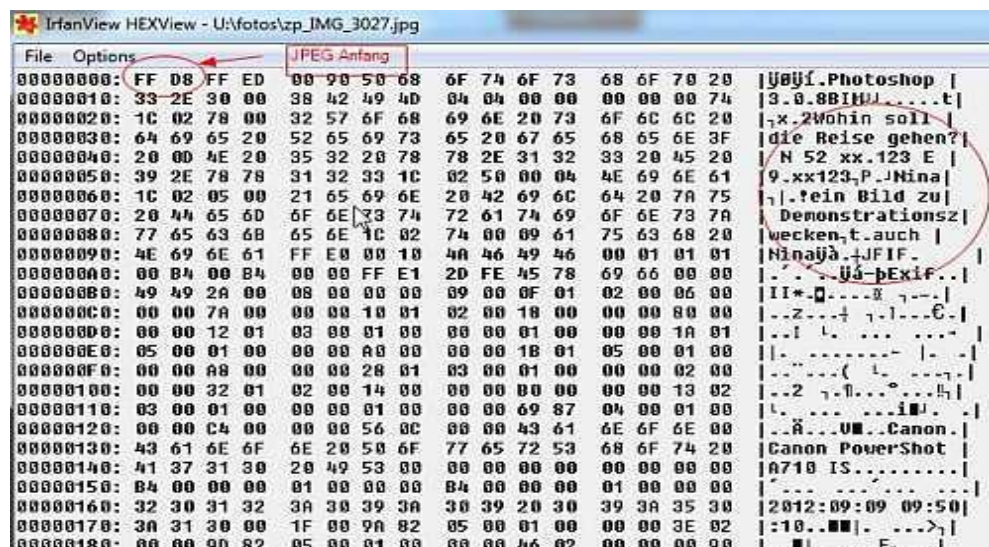 IrfanView HEXView - U:\fotos\zp_IMG_3027.jpg
File Options JPEG Anfang
00000000: FF D8 FF ED 00 90 50 68 6F 74 6F 73 68 6F 70 20 |ÿØÿí.Photoshop |
00000010: 33 2E 30 00 38 42 49 4D 04 04 00 00 00 00 00 74 |3.0.8BIM┘┘.....t|
00000020: 1C 02 78 00 32 57 6F 68 69 6E 20 73 6F 6C 6C 20 |∟┐x.2Wohin soll |
00000030: 64 69 65 20 52 65 69 73 65 20 67 65 68 65 6E 3F |die Reise gehen?|
00000040: 20 0D 4E 20 35 32 20 78 78 2E 31 32 33 20 45 20 | N 52 xx.123 E |
00000050: 39 2E 78 78 31 32 33 1C 02 50 00 04 4E 69 6E 61 |9.xx123┐P.┘Nina|
00000060: 1C 02 05 00 21 65 69 6E 20 42 69 6C 64 20 7A 75 |┐|.!ein Bild zu|
00000070: 20 44 65 6D 6F 6E 73 74 72 61 74 69 6F 6E 73 7A | Demonstrationsz|
00000080: 77 65 63 6B 65 6E 1C 02 74 00 09 61 75 63 68 20 |wecken┐t.auch |
00000090: 4E 69 6E 61 FF E0 00 10 4A 46 49 46 00 01 01 01 |Ninaÿà.┼JFIF.
000000A0: 00 B4 00 B4 00 00 FF E1 2D FE 45 78 69 66 00 00 |.´.´..ÿá-þExif..|
000000B0: 49 49 2A 00 08 00 00 00 09 00 0F 01 02 00 06 00 |II*.
000000C0: 00 00 7A 00 00 00 10 01 02 00 18 00 00 00 80 00 |..z...€.|
000000D0: 00 00 12 01 03 00 01 00 00 00 01 00 00 00 1A 01
000000E0: 05 00 01 00 00 00 A0 00 00 00 1B 01 05 00 01 00
000000F0: 00 00 A8 00 00 00 28 01 03 00 01 00 00 00 02 00
00000100: 00 00 32 01 02 00 14 00 00 00 B0 00 00 00 13 02
00000110: 03 00 01 00 00 00 01 00 00 00 69 87 04 00 01 00
00000120: 00 00 C4 00 00 00 56 0C 00 00 43 61 6E 6F 6E 00 |..Ä...V■..Canon.|
00000130: 43 61 6E 6F 6E 20 50 6F 77 65 72 53 68 6F 74 20 |Canon PowerShot |
00000140: 41 37 31 30 20 49 53 00 00 00 00 00 00 00 00 00 |A710 IS.........|
00000150: B4 00 00 00 01 00 00 00 B4 00 00 00 01 00 00 00
00000160: 32 30 31 32 3A 30 39 3A 30 39 20 30 39 3A 35 30 |2012:09:09 09:50|
00000170: 3A 31 30 00 1F 00 9A 82 05 00 01 00 00 00 3E 02 |:10..■■|. ...>┐|
00000180: 00 00 9D 82 05 00 01 00 00 00 46 02 00 00 00 90